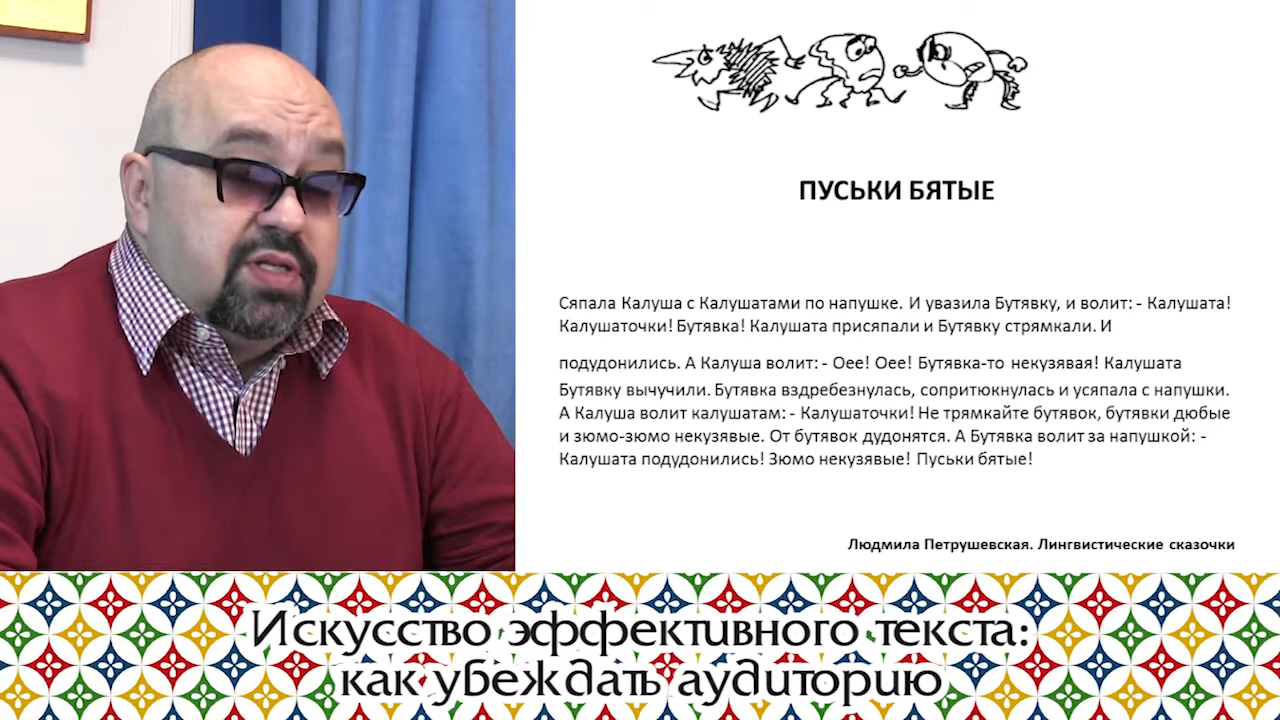 ПУСЬКИ БЯТЫЕ
Сяпала Калуша с Калушатами по напушке. И увазила Бутявку, и волит: - Калушата!
Калушаточки! Бутявка! Калушата присяпали и Бутявку стрямкали. И
подудонились. А Калуша волит: - Оее! Оее! Бутявка-то некузявая! Калушата
Бутявку вычучили. Бутявка вздребезнулась, сопритюкнулась и усяпала с напушки.
А Калуша волит калушатам: - Калушаточки! Не трямкайте бутявок, бутявки дюбые
и зюмо-зюмо некузявые. От бутявок дудонятся. А Бутявка волит за напушкой: -
Калушата подудонились! Зюмо некузявые! Пуськи бятые!
Людмила Петрушевская. Лингвистические сказочки
Искусство эффективного текста:
как убеждать аудиторию